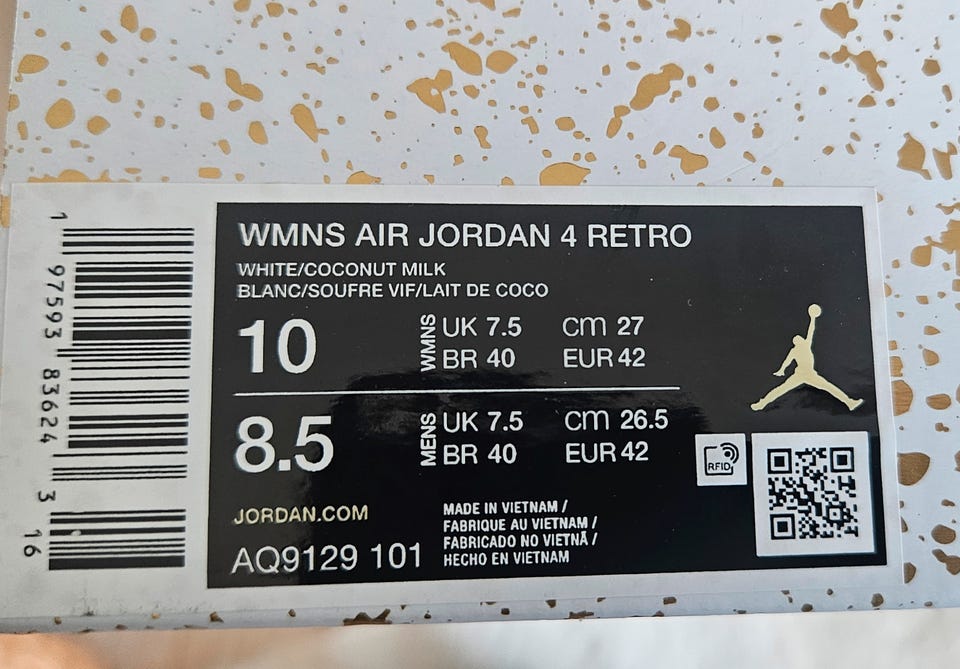 WMNS AIR JORDAN 4 RETRO
WHITE/COCONUT MILK
BLANC/SOUFRE VIF/LAIT DE COCO
10
WMNS
UK 7.5 CM 27
BR 40 EUR 42
8.5
MENS
UK 7.5 CM 26.5
BR 40 EUR 42
RFID
JORDAN.COM
AQ9129 101
MADE IN VIETNAM /
FABRIQUE AU VIETNAM /
FABRICADO NO VIETNÃ /
HECHO EN VIETNAM
1 97593 83624 3 16